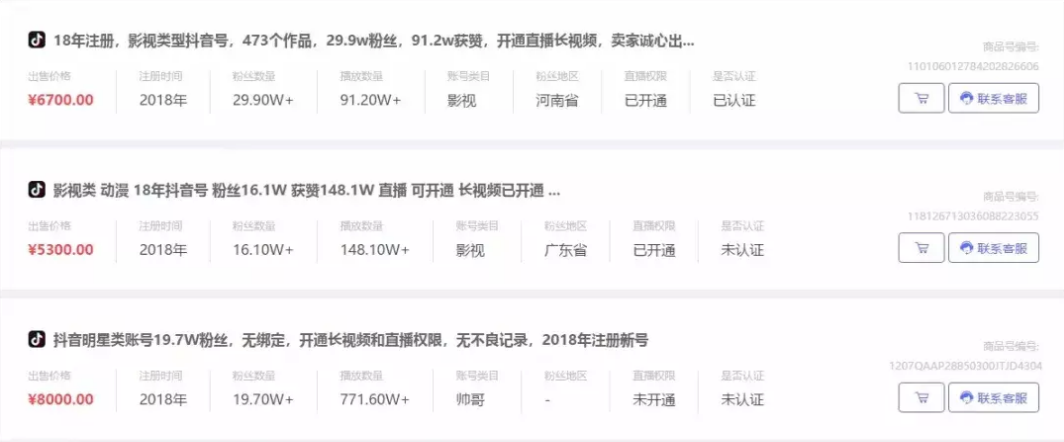 18年注册，影视类型抖音号，473个作品，29.9w粉丝，91.2w获赞，开通直播长视频，卖家诚心出...
商品号编号:
110106012784202826606
出售价格 注册时间 粉丝数量 播放数量 账号类目 粉丝地区 直播权限 是否认证
¥6700.00 2018年 29.90W+ 91.20W+ 影视 河南省 已开通 已认证
联系客服
影视类 动漫 18年抖音号 粉丝16.1W 获赞148.1W 直播 可开通 长视频已开通 ...
商品号编号:
118126713036088223055
出售价格 注册时间 粉丝数量 播放数量 账号类目 粉丝地区 直播权限 是否认证
¥5300.00 2018年 16.10W+ 148.10W+ 影视 广东省 已开通 未认证
联系客服
抖音明星类账号19.7W粉丝，无绑定，开通长视频和直播权限，无不良记录，2018年注册新号
商品号编号:
1207QAAP28B50300JTJD4304
出售价格 注册时间 粉丝数量 播放数量 账号类目 粉丝地区 直播权限 是否认证
¥8000.00 2018年 19.70W+ 771.60W+ 帅哥 - 未开通 未认证
联系客服